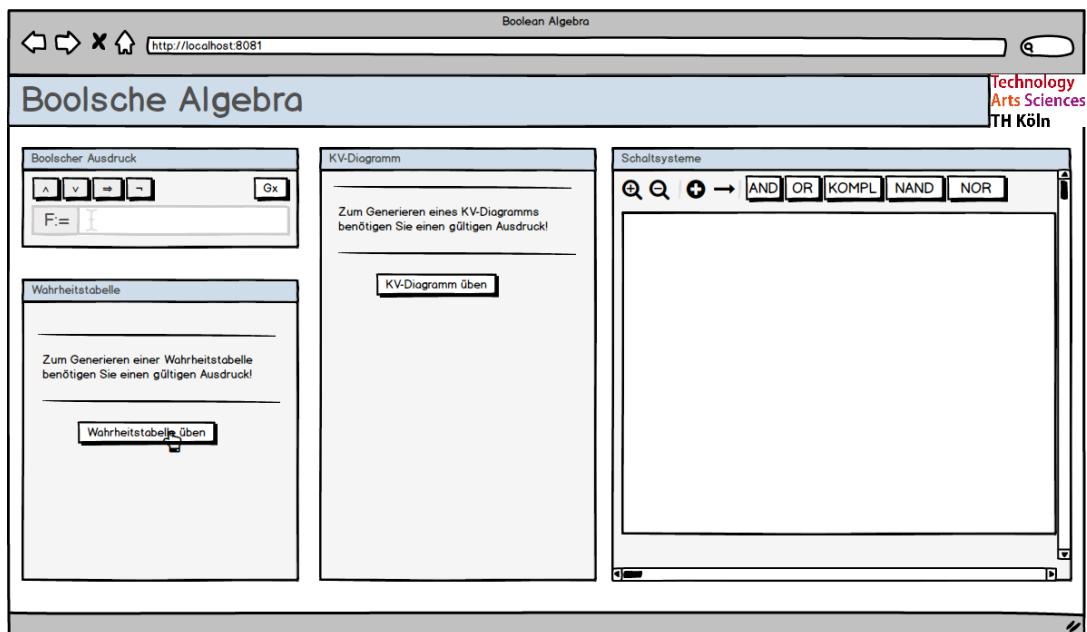 Boolean Algebra
http://localhost:8081
Boolsche Algebra
Technology
Arts Sciences
TH Köln
Boolscher Ausdruck
∧ ∨ ⇒ ¬ Gx
F:=
Wahrheitstabelle
Zum Generieren einer Wahrheitstabelle
benötigen Sie einen gültigen Ausdruck!
Wahrheitstabelle üben
KV-Diagramm
Zum Generieren eines KV-Diagramms
benötigen Sie einen gültigen Ausdruck!
KV-Diagramm üben
Schaltsysteme
AND OR KOMPL NAND NOR